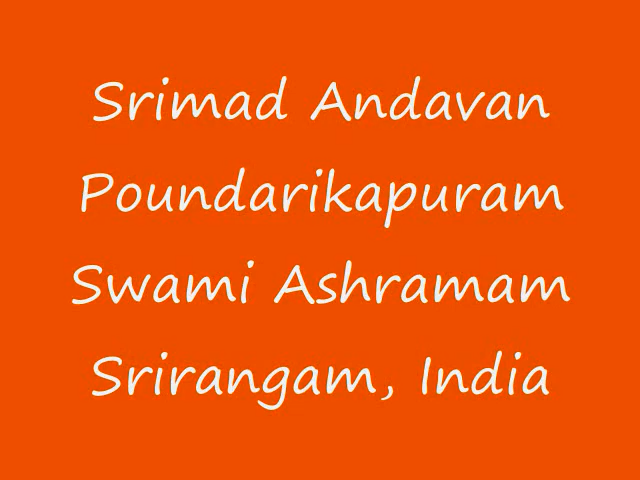 Srimad Andavan
Poundarikapuram
Swami Ashramam
Srirangam, India